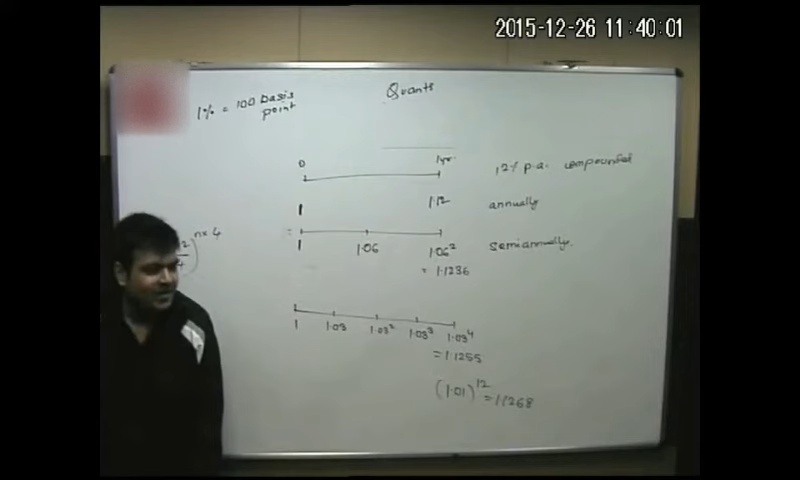 2015-12-26 11:40:01
Quants
1% = 100 basis
point
0 1yr.
12% p.a. compounded
1 1.12 annually
1 1.06 1.06² semiannually.
= 1.1236
n×4
1 1.03 1.03² 1.03³ 1.03⁴
= 1.1255
(1.01)¹² = 1.1268